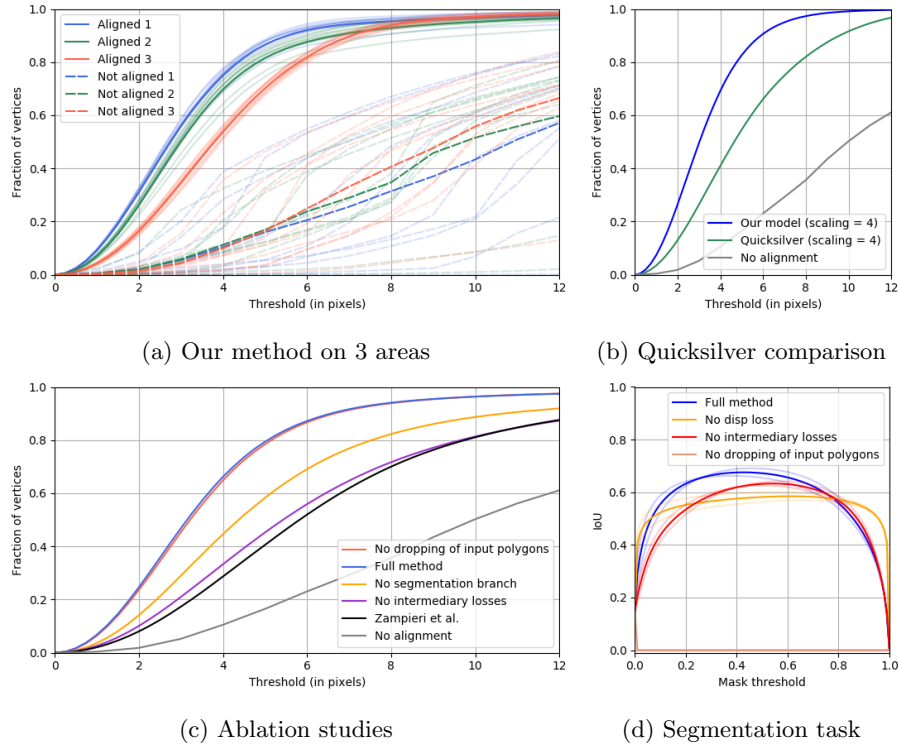 1.0
0.8
0.6
0.4
0.2
0.0
Fraction of vertices
Aligned 1
Aligned 2
Aligned 3
Not aligned 1
Not aligned 2
Not aligned 3
0 2 4 6 8 10 12
Threshold (in pixels)
(a) Our method on 3 areas
1.0
0.8
0.6
0.4
0.2
0.0
Fraction of vertices
Our model (scaling = 4)
Quicksilver (scaling = 4)
No alignment
0 2 4 6 8 10 12
Threshold (in pixels)
(b) Quicksilver comparison
1.0
0.8
0.6
0.4
0.2
0.0
Fraction of vertices
No dropping of input polygons
Full method
No segmentation branch
No intermediary losses
Zampieri et al.
No alignment
0 2 4 6 8 10 12
Threshold (in pixels)
(c) Ablation studies
1.0
0.8
0.6
0.4
0.2
0.0
IoU
Full method
No disp loss
No intermediary losses
No dropping of input polygons
0.0 0.2 0.4 0.6 0.8 1.0
Mask threshold
(d) Segmentation task